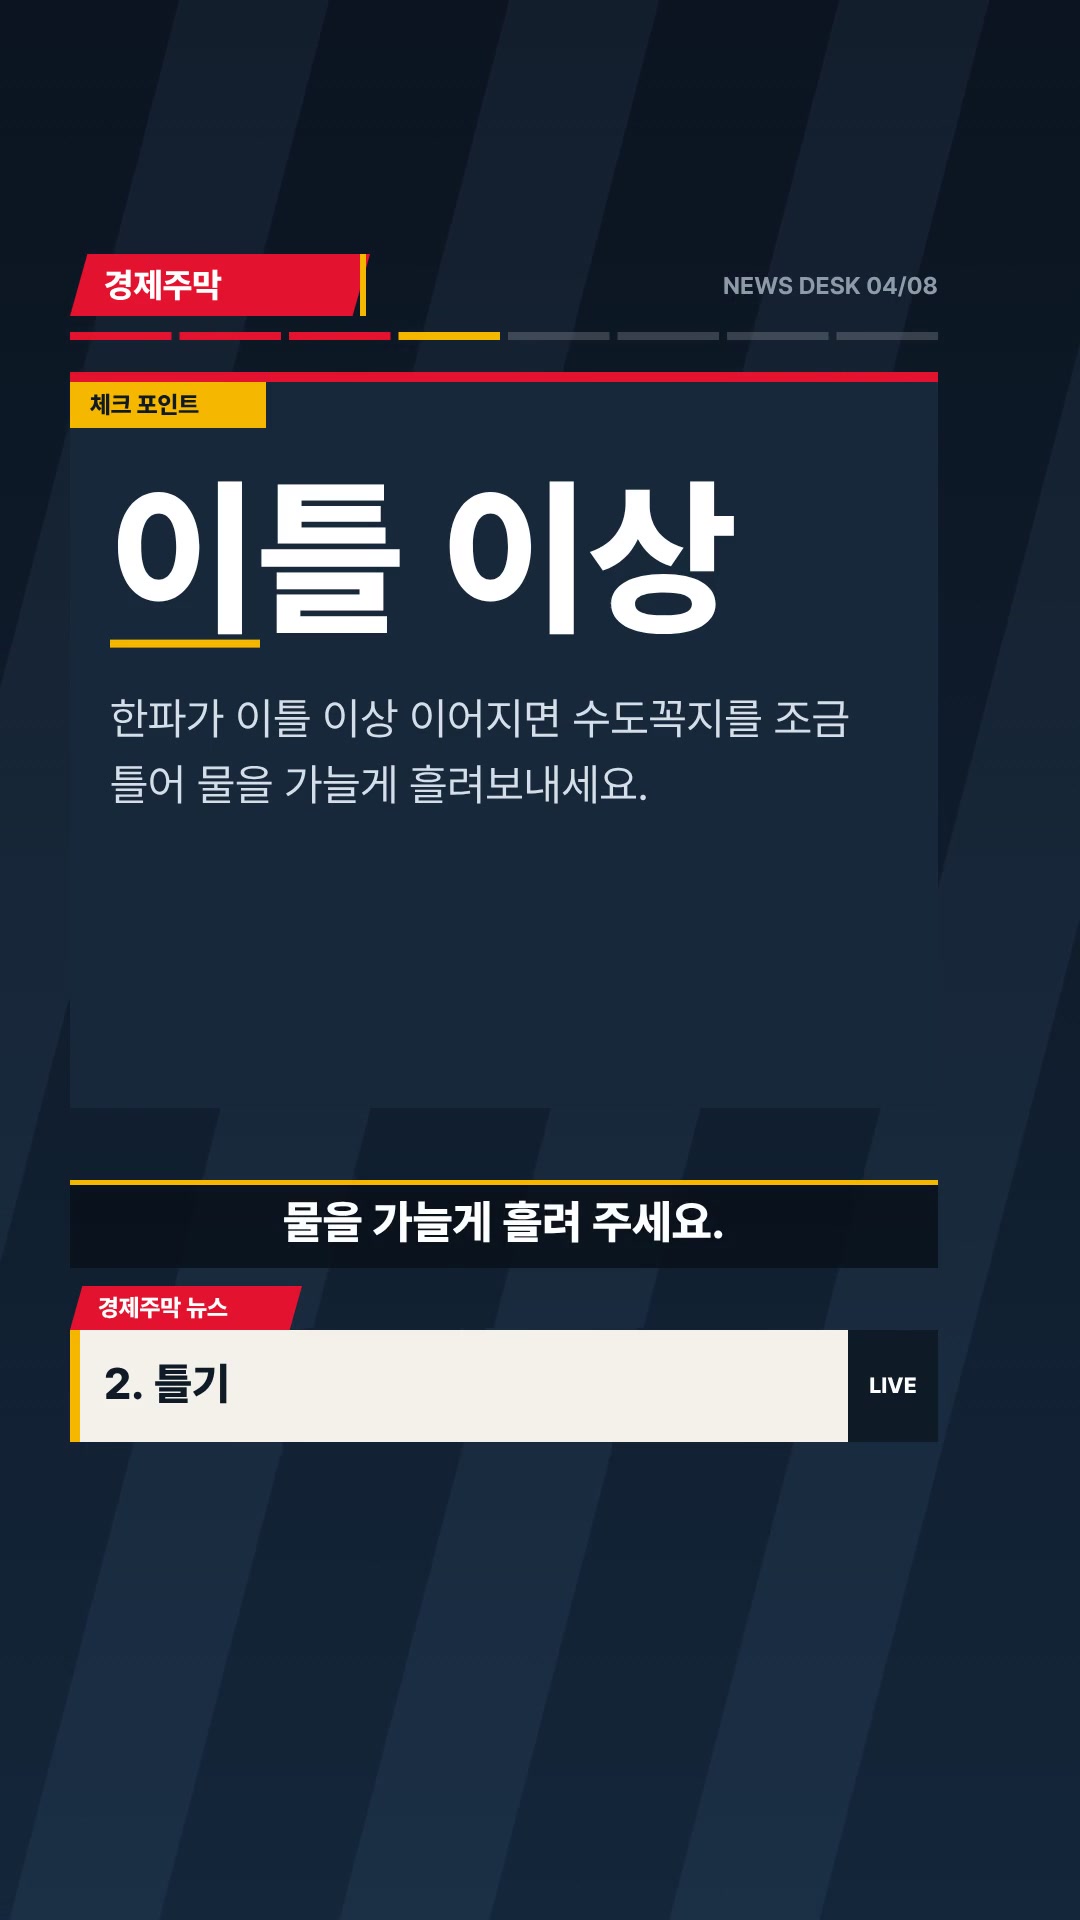 경제주막
NEWS DESK 04/08
체크 포인트
이틀 이상
한파가 이틀 이상 이어지면 수도꼭지를 조금
틀어 물을 가늘게 흘려보내세요.
물을 가늘게 흘려 주세요.
경제주막 뉴스
2. 틀기
LIVE